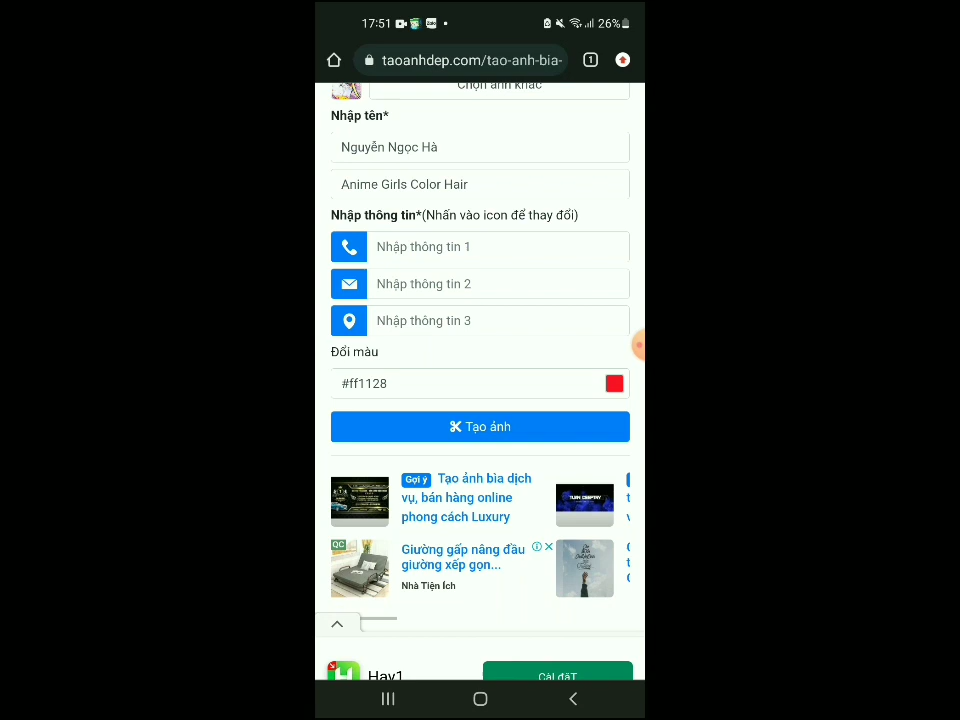 17:51
26%
taoanhdep.com/tao-anh-bia-
1
Chọn ảnh khác
Nhập tên*
Nguyễn Ngọc Hà
Anime Girls Color Hair
Nhập thông tin*(Nhấn vào icon để thay đổi)
Nhập thông tin 1
Nhập thông tin 2
Nhập thông tin 3
Đổi màu
#ff1128
Tạo ảnh
Gợi ý Tạo ảnh bìa dịch
vụ, bán hàng online
phong cách Luxury
QC
Giường gấp nâng đầu
giường xếp gọn...
Nhà Tiện Ích
Hay1
Cài đặT